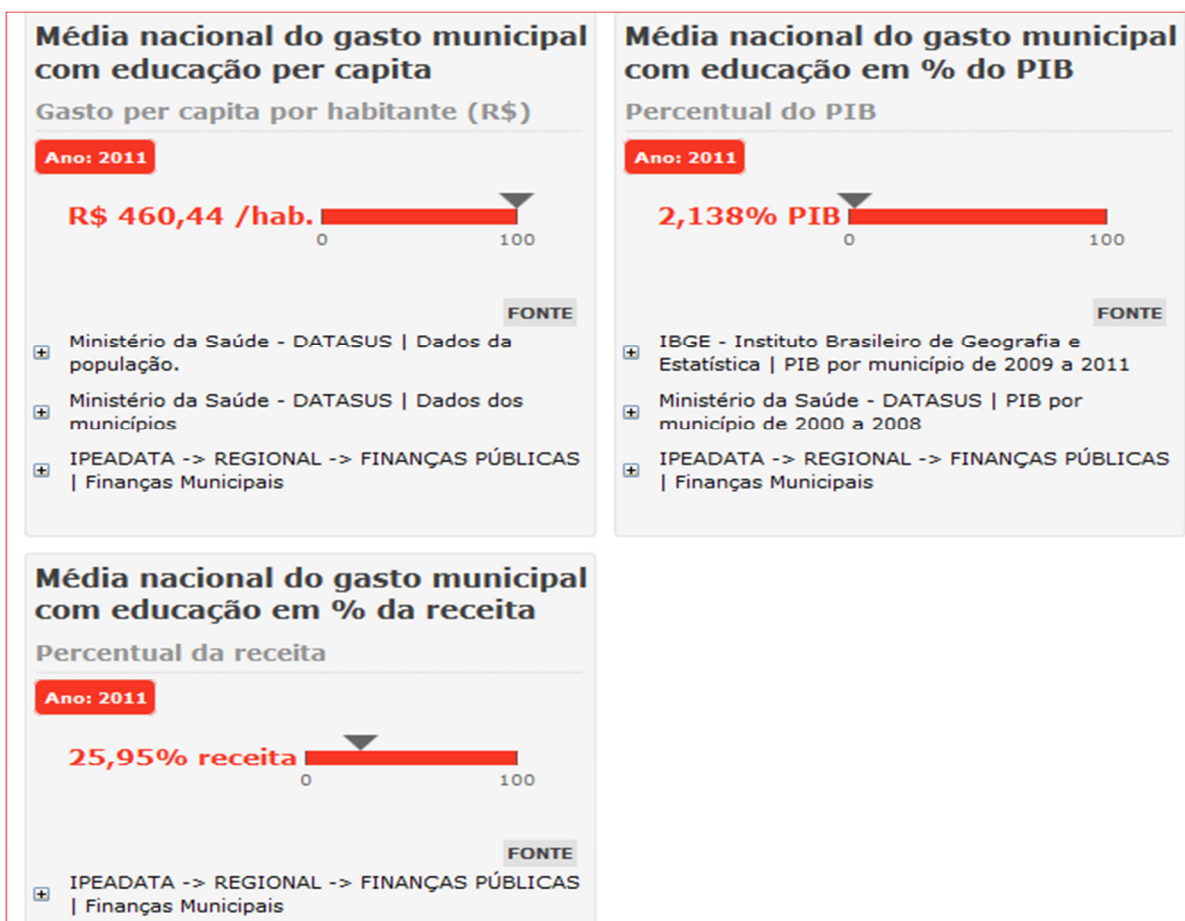 Média nacional do gasto municipal
com educação per capita
Gasto per capita por habitante (R$)
Ano: 2011
R$ 460,44 /hab.
0
100
FONTE
Ministério da Saúde - DATASUS | Dados da
população.
Ministério da Saúde - DATASUS | Dados dos
municípios
IPEADATA -> REGIONAL -> FINANÇAS PÚBLICAS
| Finanças Municipais
Média nacional do gasto municipal
com educação em % do PIB
Percentual do PIB
Ano: 2011
2,138% PIB
0
100
FONTE
IBGE - Instituto Brasileiro de Geografia e
Estatística | PIB por município de 2009 a 2011
Ministério da Saúde - DATASUS | PIB por
município de 2000 a 2008
IPEADATA -> REGIONAL -> FINANÇAS PÚBLICAS
| Finanças Municipais
Média nacional do gasto municipal
com educação em % da receita
Percentual da receita
Ano: 2011
25,95% receita
0
100
FONTE
IPEADATA -> REGIONAL -> FINANÇAS PÚBLICAS
| Finanças Municipais